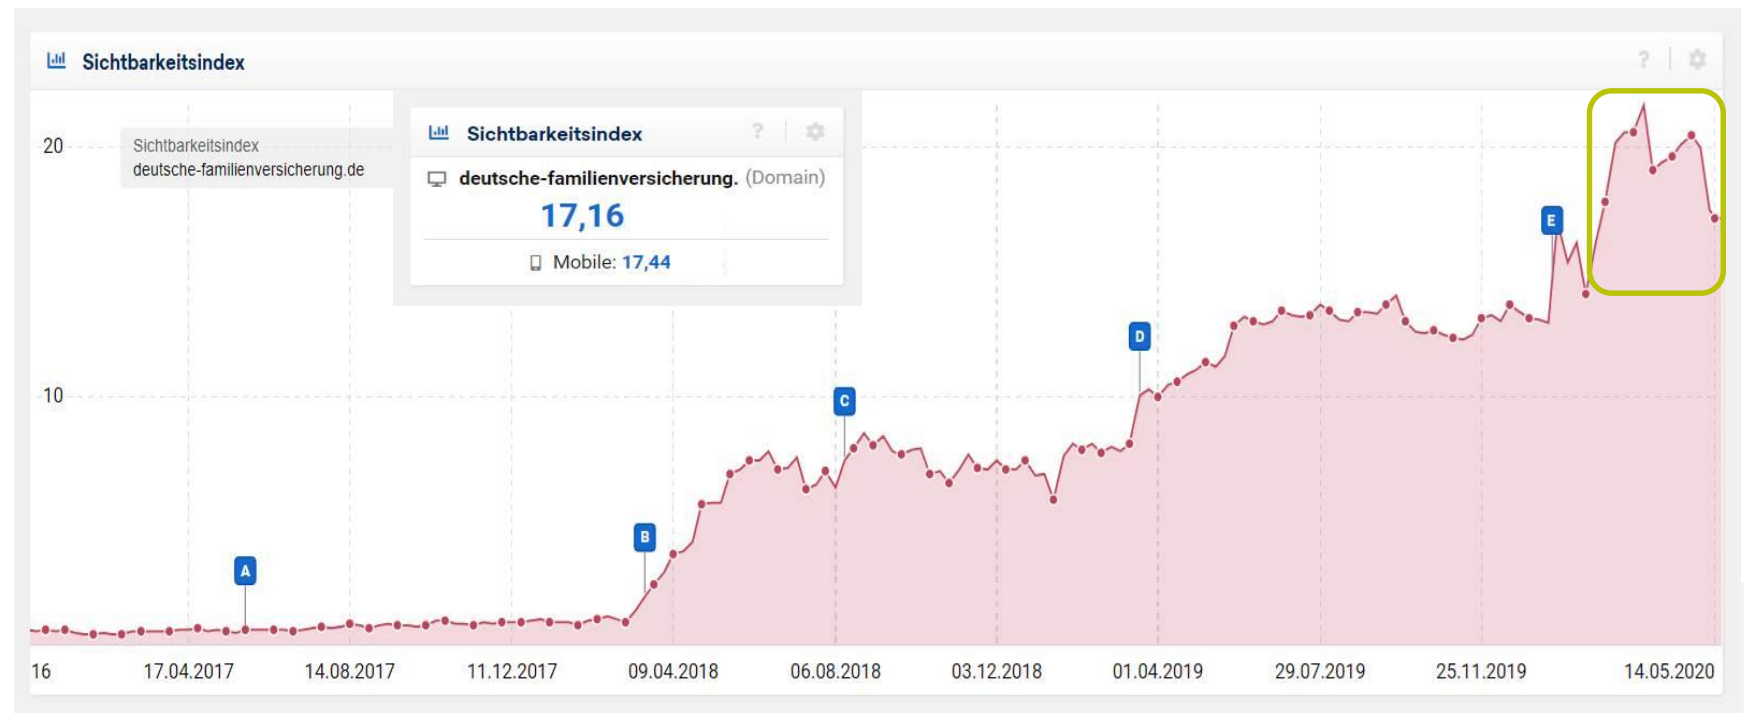 Sichtbarkeitsindex
?
20
Sichtbarkeitsindex
deutsche-familienversicherung.de
Sichtbarkeitsindex
?
deutsche-familienversicherung. (Domain)
17,16
Mobile: 17,44
E
D
10
C
B
A
16 17.04.2017 14.08.2017 11.12.2017 09.04.2018 06.08.2018 03.12.2018 01.04.2019 29.07.2019 25.11.2019 14.05.2020